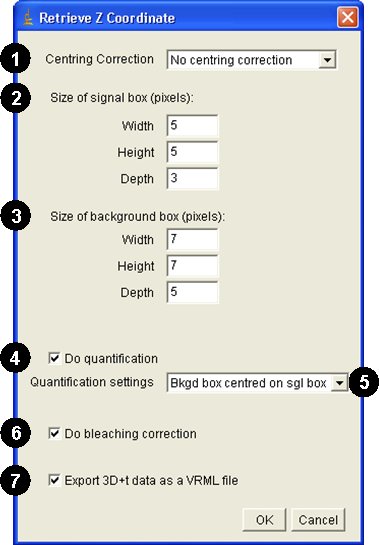 Retrieve Z Coordinate
1 Centring Correction No centring correction
2 Size of signal box (pixels):
Width 5
Height 5
Depth 3
3 Size of background box (pixels):
Width 7
Height 7
Depth 5
4 Do quantification
Quantification settings Bkgd box centred on sgl box 5
6 Do bleaching correction
7 Export 3D+t data as a VRML file
OK Cancel